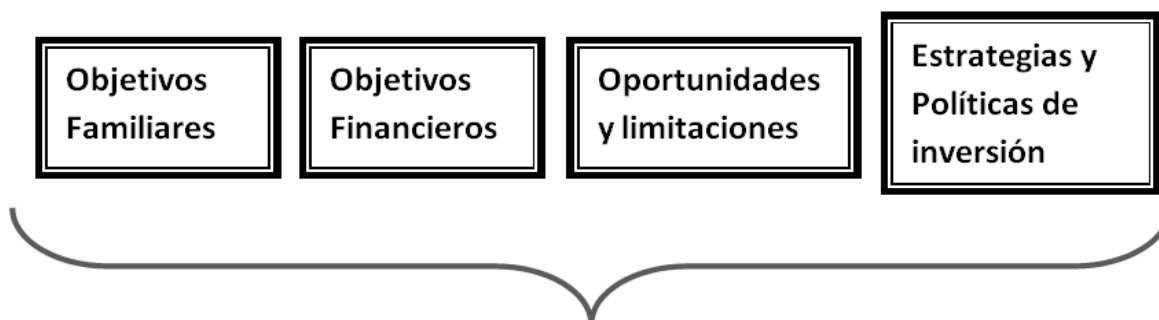 Objetivos
Familiares
Objetivos
Financieros
Oportunidades
y limitaciones
Estrategias y
Políticas de
inversión